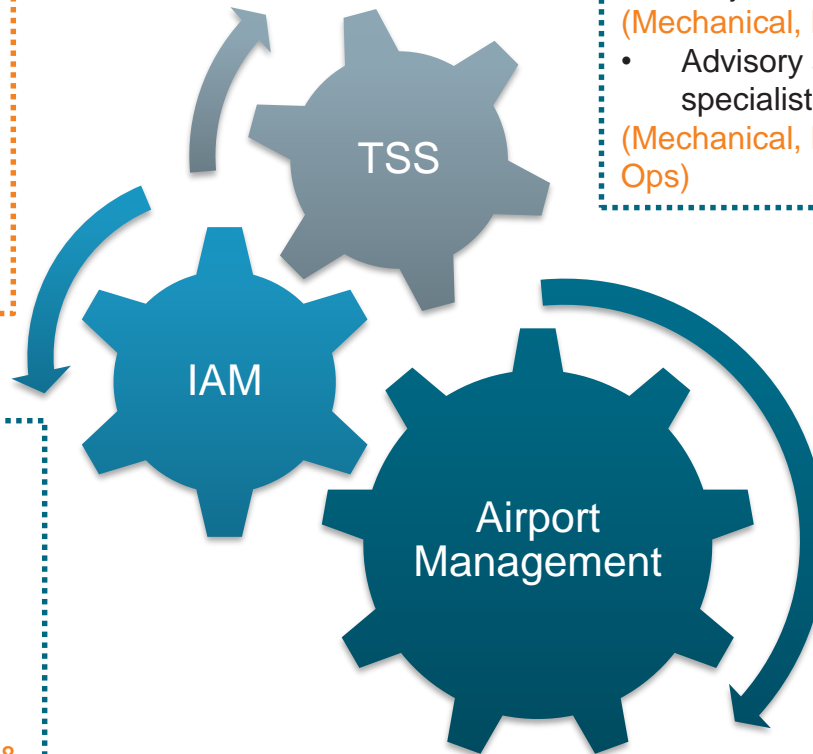 (Mechanical,
• Advisory
specialist
(Mechanical,
Ops)
TSS
IAM
Airport
Management